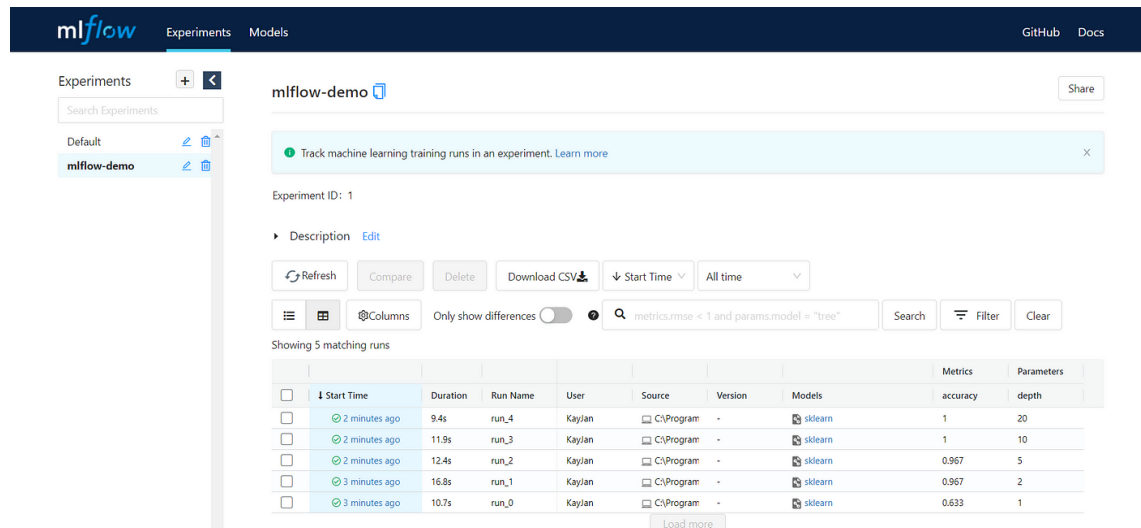 mlflow Experiments Models GitHub Docs
Experiments +
Search Experiments
Default
mlflow-demo
mlflow-demo Share
Track machine learning training runs in an experiment. Learn more
Experiment ID: 1
Description Edit
Refresh Compare Delete Download CSV Start Time All time
Columns Only show differences metrics.rmse < 1 and params.model = "tree" Search Filter Clear
Showing 5 matching runs
Metrics Parameters
Start Time Duration Run Name User Source Version Models accuracy depth
2 minutes ago 9.4s run_4 KayJan C:\Program - sklearn 1 20
2 minutes ago 11.9s run_3 KayJan C:\Program - sklearn 1 10
2 minutes ago 12.4s run_2 KayJan C:\Program - sklearn 0.967 5
3 minutes ago 16.8s run_1 KayJan C:\Program - sklearn 0.967 2
3 minutes ago 10.7s run_0 KayJan C:\Program - sklearn 0.633 1
Load more